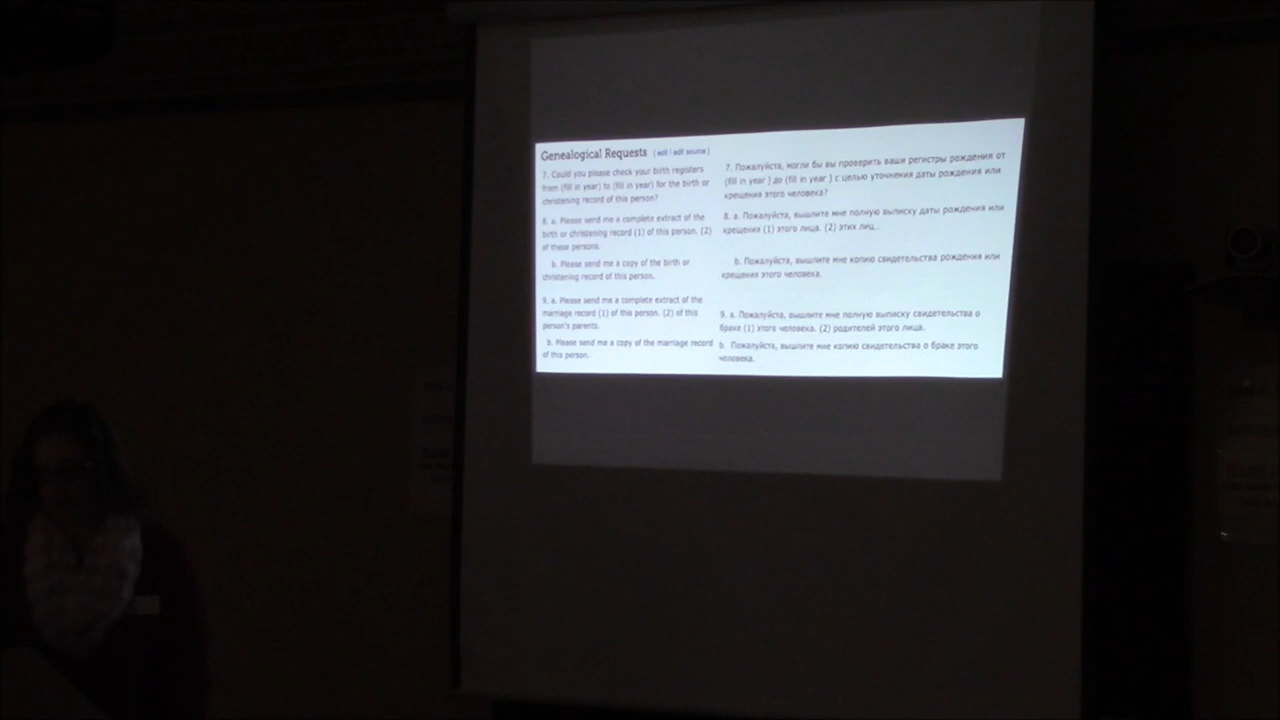 Genealogical Requests [ edit | edit source ]
7. Could you please check your birth registers
from (fill in year) to (fill in year) for the birth or
christening record of this person?
8. a. Please send me a complete extract of the
birth or christening record (1) of this person. (2)
of these persons.
b. Please send me a copy of the birth or
christening record of this person.
9. a. Please send me a complete extract of the
marriage record (1) of this person. (2) of this
person's parents.
b. Please send me a copy of the marriage record
of this person.
7. Пожалуйста, могли бы вы проверить ваши регистры рождения от
(fill in year ) до (fill in year ) с целью уточнения даты рождения или
крещения этого человека?
8. а. Пожалуйста, вышлите мне полную выписку даты рождения или
крещения (1) этого лица. (2) этих лиц..
b. Пожалуйста, вышлите мне копию свидетельства рождения или
крещения этого человека.
9. а. Пожалуйста, вышлите мне полную выписку свидетельства о
браке (1) этого человека. (2) родителей этого лица.
b. Пожалуйста, вышлите мне копию свидетельства о браке этого
человека.